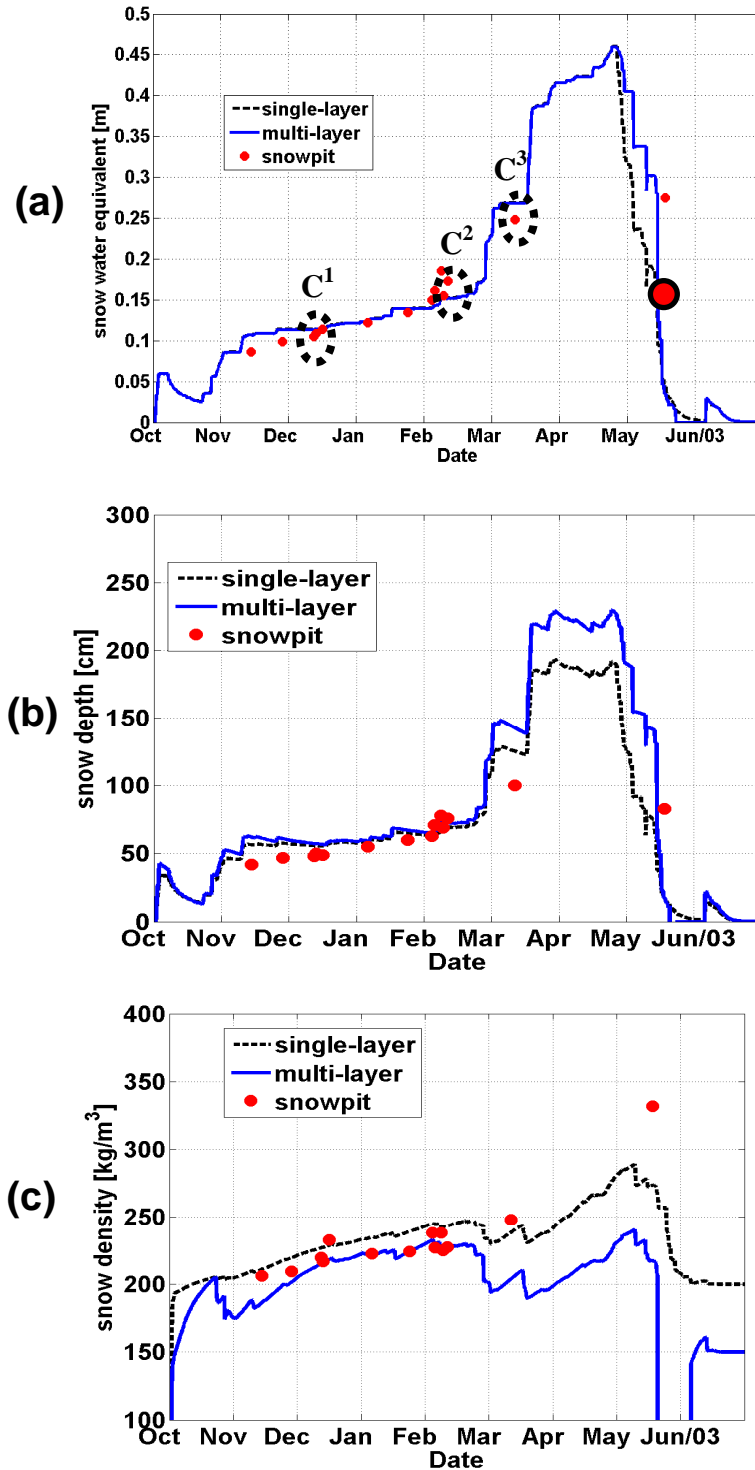 (a)
snow water equivalent [m]
0.5
0.45
0.4
0.35
0.3
0.25
0.2
0.15
0.1
0.05
0
single-layer
multi-layer
snowpit
C1
C2
C3
Oct Nov Dec Jan Feb Mar Apr May Jun/03
Date
(b)
snow depth [cm]
300
250
200
150
100
50
0
single-layer
multi-layer
snowpit
Oct Nov Dec Jan Feb Mar Apr May Jun/03
Date
(c)
snow density [kg/m3]
400
350
300
250
200
150
100
single-layer
multi-layer
snowpit
Oct Nov Dec Jan Feb Mar Apr May Jun/03
Date